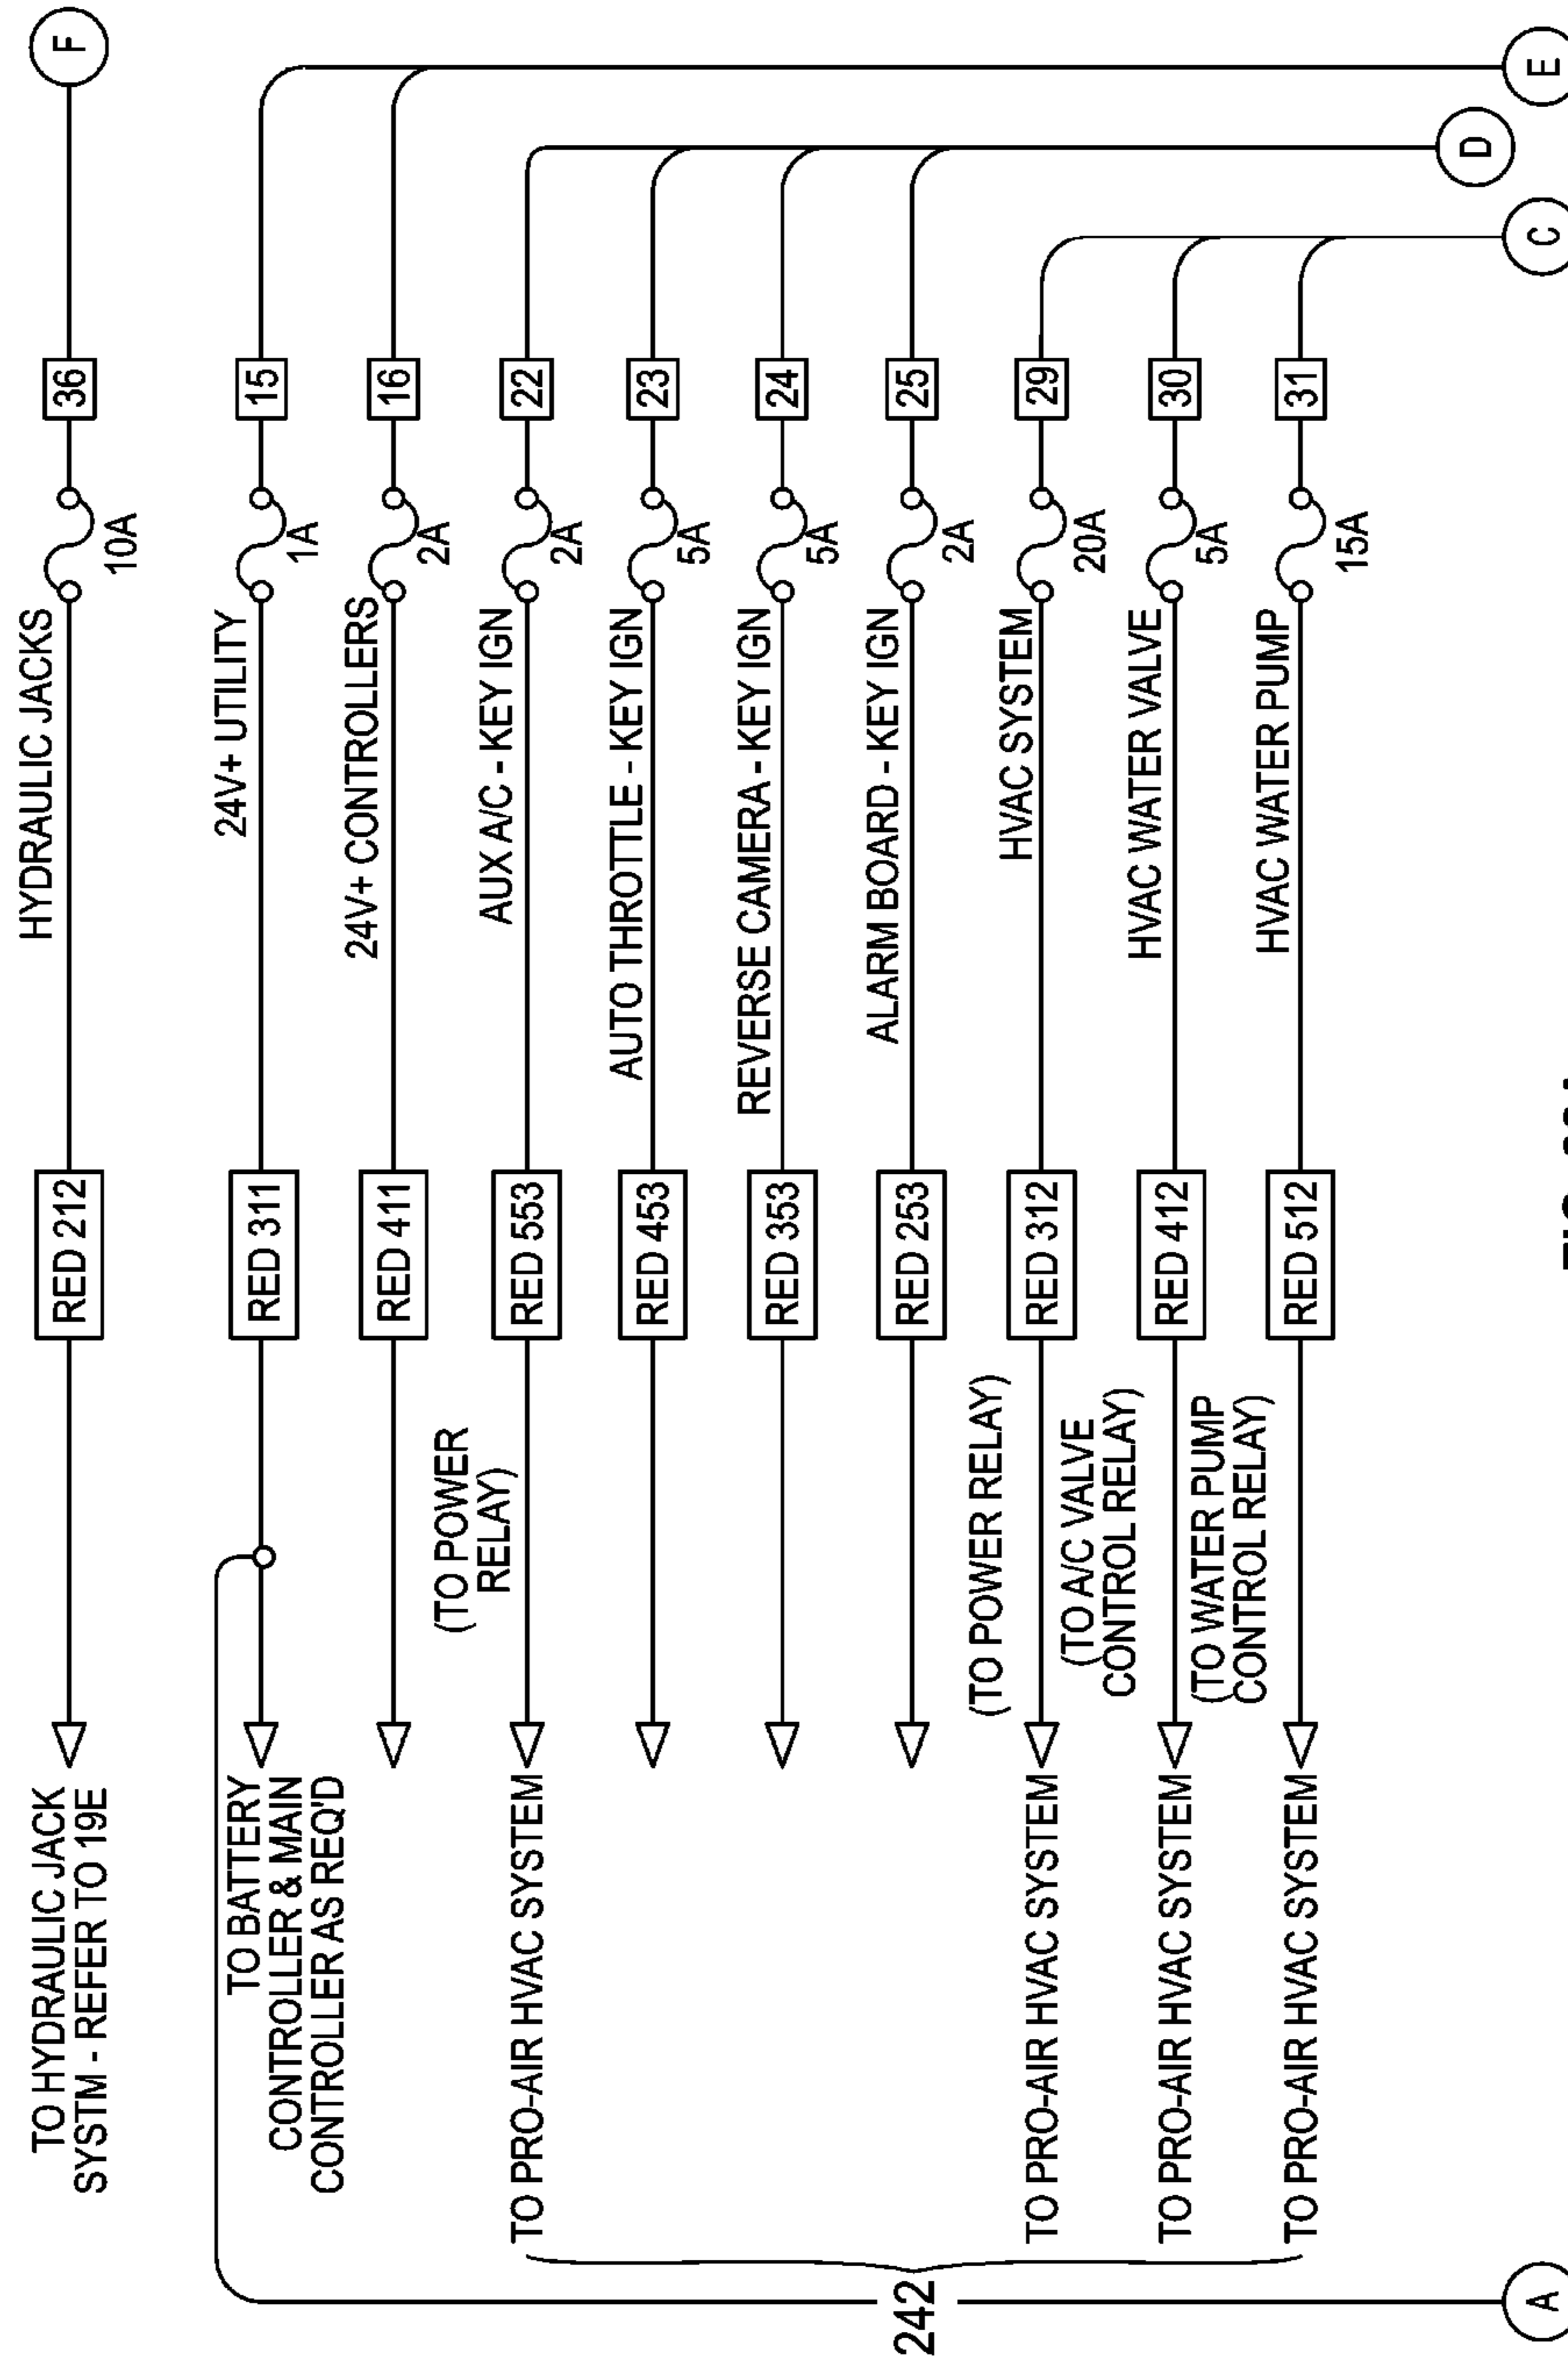 TO HYDRAULIC JACK
SYSTM - REFER TO 19E
RED 212
HYDRAULIC JACKS
10A
36
F
TO BATTERY
CONTROLLER & MAIN
CONTROLLER AS REQ'D
RED 311
24V+ UTILITY
1A
15
RED 411
24V+ CONTROLLERS
2A
16
TO PRO-AIR HVAC SYSTEM
(TO POWER
RELAY)
RED 553
AUX A/C - KEY IGN
2A
22
RED 453
AUTO THROTTLE - KEY IGN
5A
23
RED 353
REVERSE CAMERA - KEY IGN
5A
24
242
RED 253
ALARM BOARD - KEY IGN
2A
25
TO PRO-AIR HVAC SYSTEM
(TO POWER RELAY)
RED 312
HVAC SYSTEM
20A
29
TO PRO-AIR HVAC SYSTEM
(TO A/C VALVE
CONTROL RELAY)
RED 412
HVAC WATER VALVE
5A
30
TO PRO-AIR HVAC SYSTEM
(TO WATER PUMP
CONTROL RELAY)
RED 512
HVAC WATER PUMP
15A
31
A
C
D
E